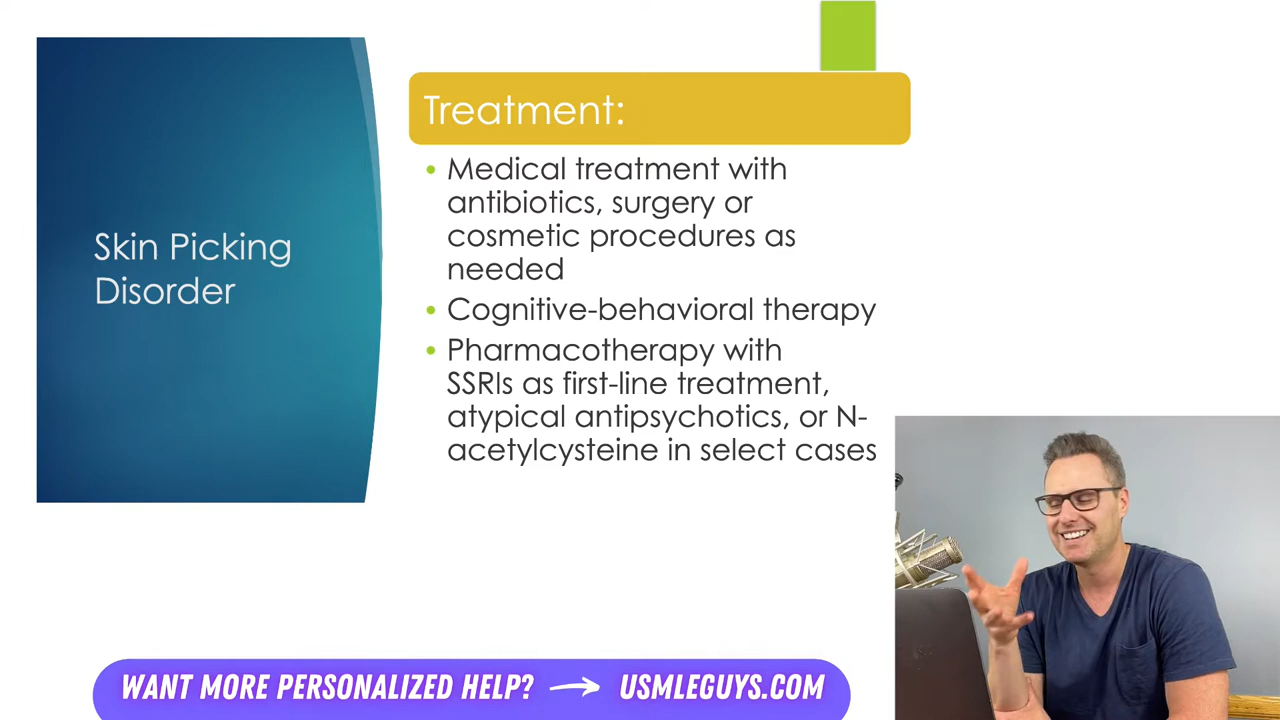 Skin Picking
Disorder
Treatment:
• Medical treatment with
antibiotics, surgery or
cosmetic procedures as
needed
• Cognitive-behavioral therapy
• Pharmacotherapy with
SSRIs as first-line treatment,
atypical antipsychotics, or N-
acetylcysteine in select cases
WANT MORE PERSONALIZED HELP? → USMLEGUYS.COM